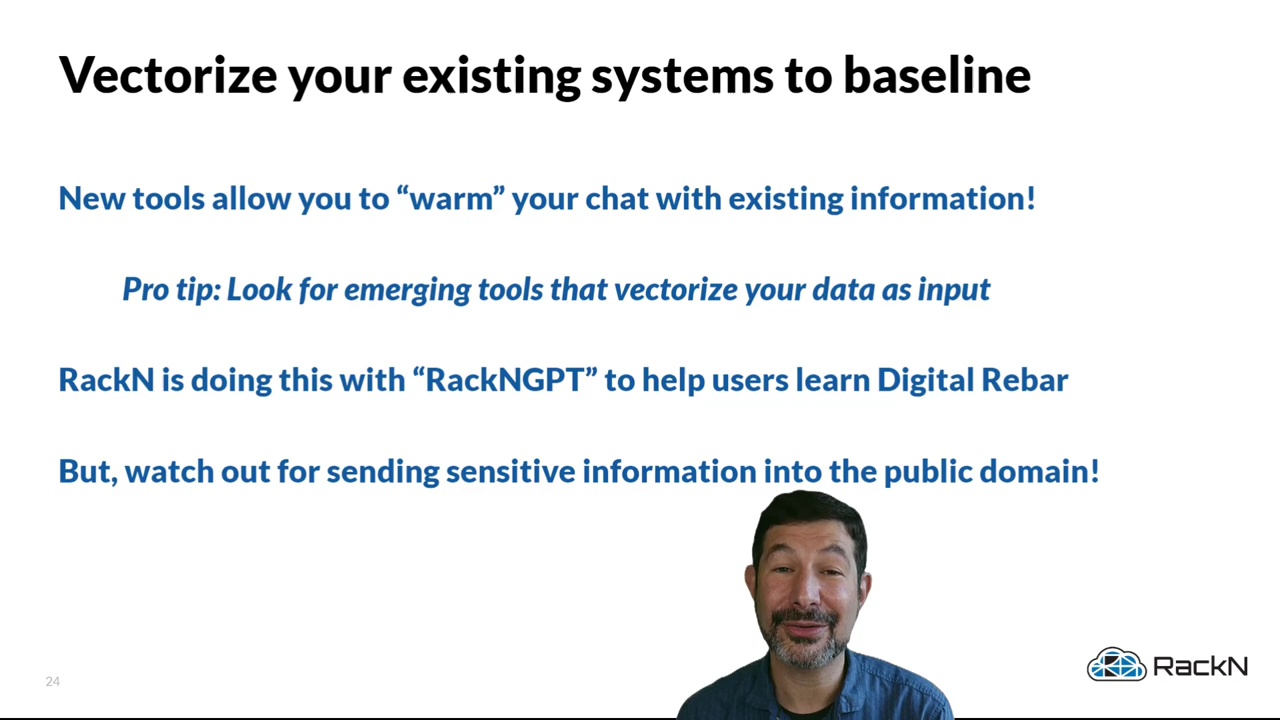 Vectorize your existing systems to baseline
New tools allow you to “warm” your chat with existing information!
Pro tip: Look for emerging tools that vectorize your data as input
RackN is doing this with “RackNGPT” to help users learn Digital Rebar
But, watch out for sending sensitive information into the public domain!
24
RackN